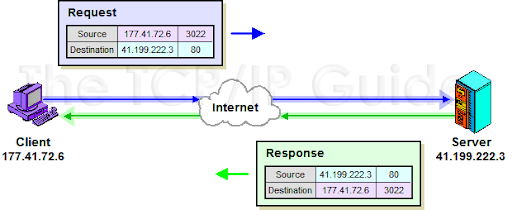 Request
Source 177.41.72.6 3022
Destination 41.199.222.3 80
The TCP/IP Guide
Internet
Client
177.41.72.6
Server
41.199.222.3
Response
Source 41.199.222.3 80
Destination 177.41.72.6 3022